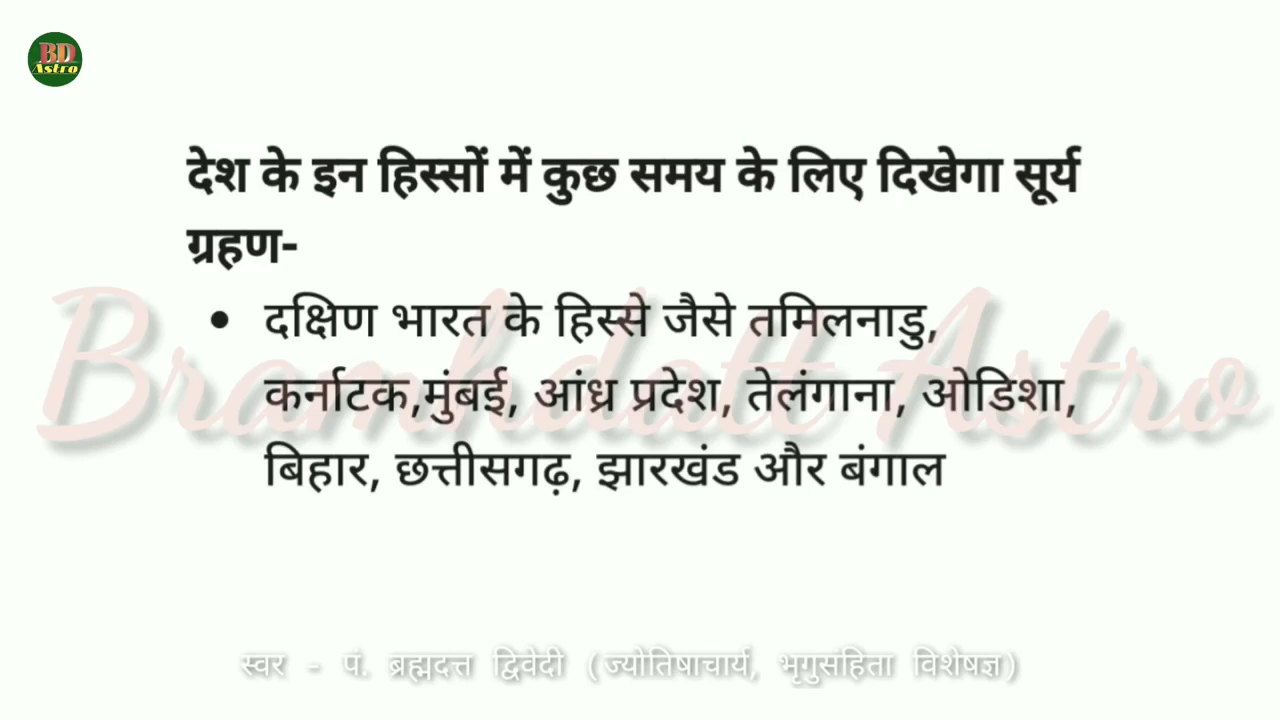 BD
Astro
देश के इन हिस्सों में कुछ समय के लिए दिखेगा सूर्य
ग्रहण-
• दक्षिण भारत के हिस्से जैसे तमिलनाडु,
कर्नाटक,मुंबई, आंध्र प्रदेश, तेलंगाना, ओडिशा,
बिहार, छत्तीसगढ़, झारखंड और बंगाल
Bramhdatt Astro
स्वर - पं. ब्रह्मदत्त द्विवेदी (ज्योतिषाचार्य, भृगुसंहिता विशेषज्ञ)